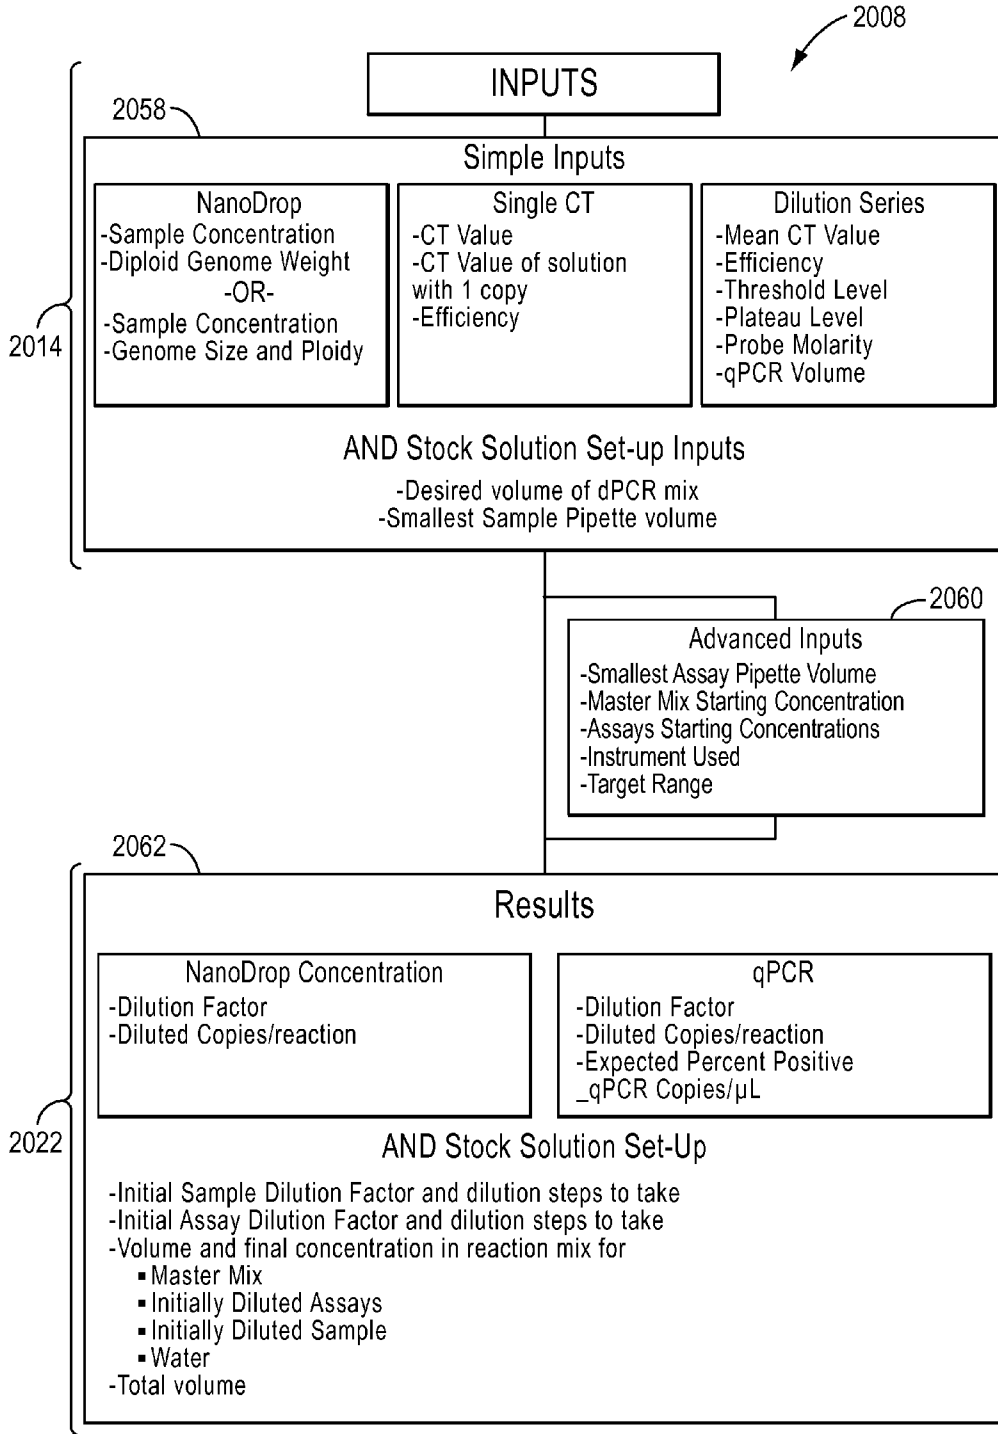 2008
INPUTS
2058
Simple Inputs
NanoDrop
-Sample Concentration
-Diploid Genome Weight
-OR-
-Sample Concentration
-Genome Size and Ploidy
Single CT
-CT Value
-CT Value of solution
with 1 copy
-Efficiency
Dilution Series
-Mean CT Value
-Efficiency
-Threshold Level
-Plateau Level
-Probe Molarity
-qPCR Volume
2014
AND Stock Solution Set-up Inputs
-Desired volume of dPCR mix
-Smallest Sample Pipette volume
2060
Advanced Inputs
-Smallest Assay Pipette Volume
-Master Mix Starting Concentration
-Assays Starting Concentrations
-Instrument Used
-Target Range
2062
Results
NanoDrop Concentration
-Dilution Factor
-Diluted Copies/reaction
qPCR
-Dilution Factor
-Diluted Copies/reaction
-Expected Percent Positive
_qPCR Copies/µL
2022
AND Stock Solution Set-Up
-Initial Sample Dilution Factor and dilution steps to take
-Initial Assay Dilution Factor and dilution steps to take
-Volume and final concentration in reaction mix for
▪ Master Mix
▪ Initially Diluted Assays
▪ Initially Diluted Sample
▪ Water
-Total volume